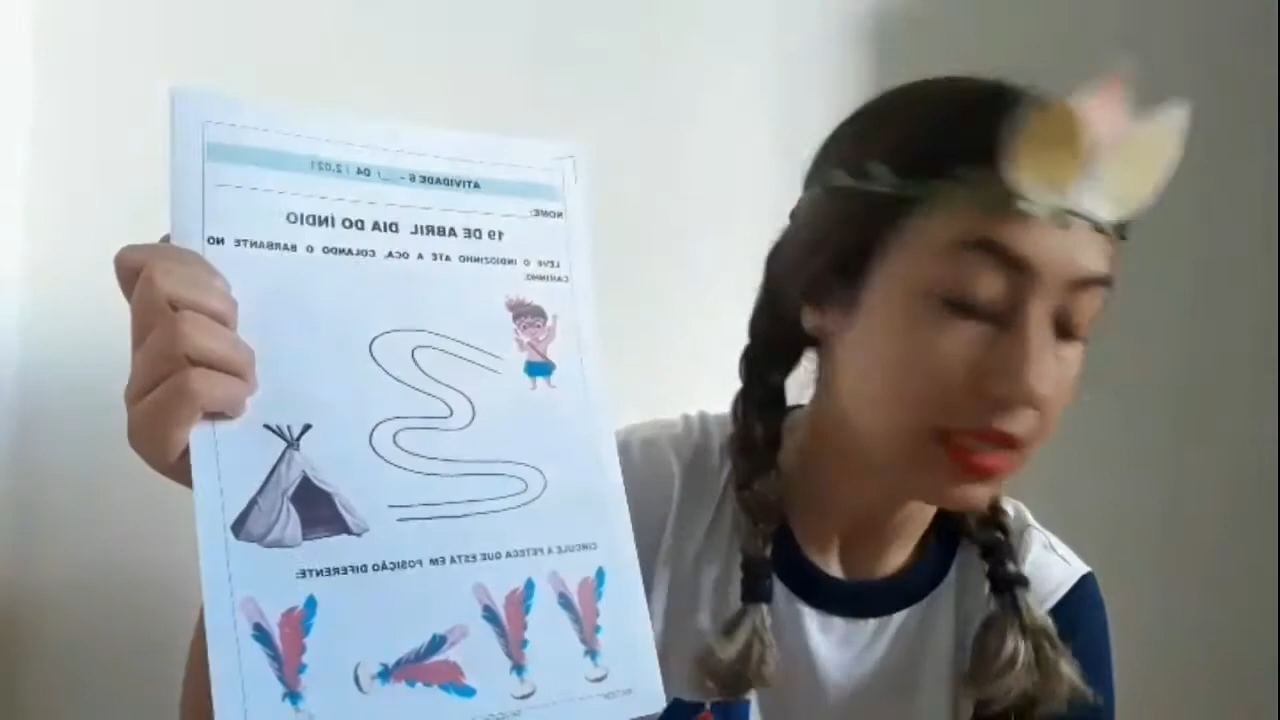 ATIVIDADE 6 - __/ 04 / 2.021
NOME:
19 DE ABRIL DIA DO ÍNDIO
LEVE O INDIOZINHO ATÉ A OCA, COLANDO O BARBANTE NO
CAMINHO:
CIRCULE A PETECA QUE ESTÁ EM POSIÇÃO DIFERENTE: